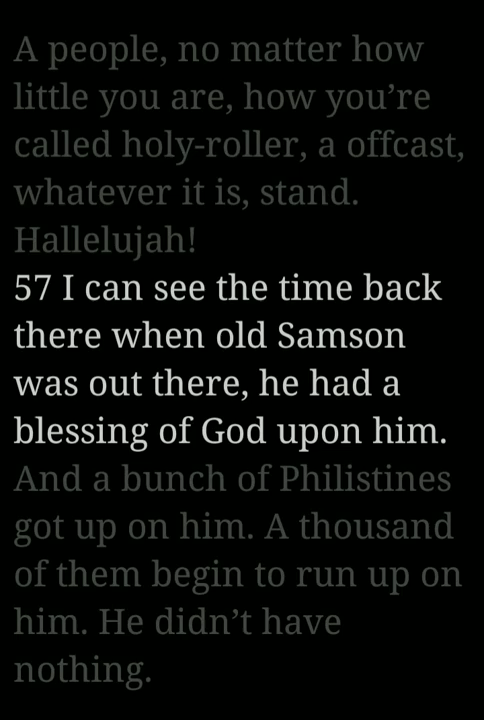 A people, no matter how
little you are, how you’re
called holy-roller, a offcast,
whatever it is, stand.
Hallelujah!
57 I can see the time back
there when old Samson
was out there, he had a
blessing of God upon him.
And a bunch of Philistines
got up on him. A thousand
of them begin to run up on
him. He didn’t have
nothing.